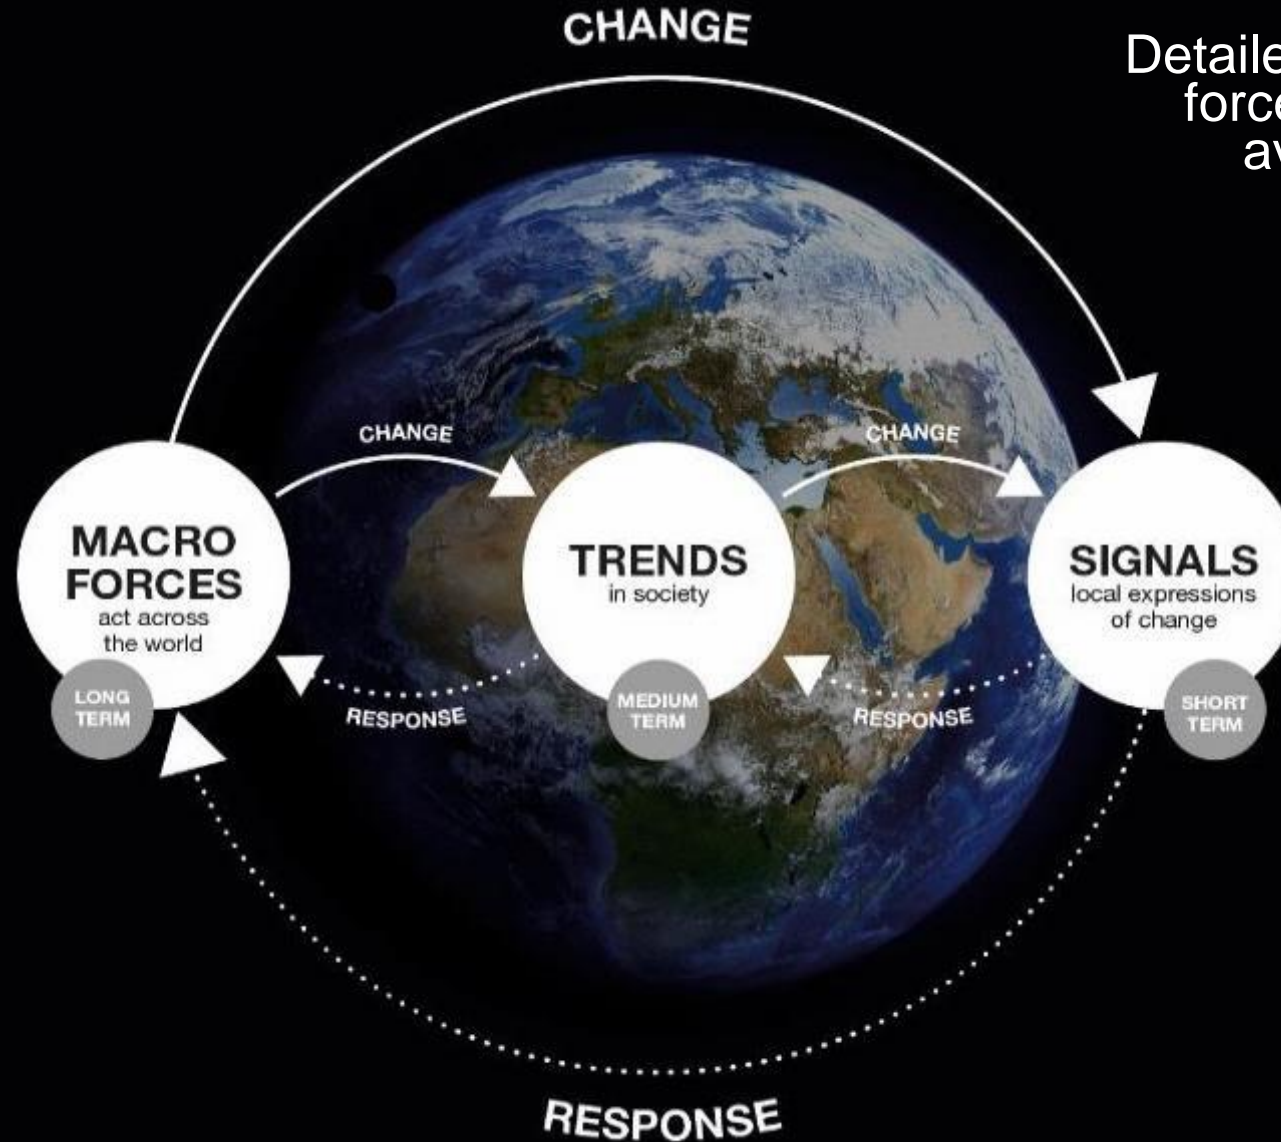 CHANGE
CHANGE
CHANGE
MACRO
FORCES
act across
the world
LONG
TERM
TRENDS
in society
MEDIUM
TERM
SIGNALS
local expressions
of change
SHORT
TERM
RESPONSE
RESPONSE
RESPONSE